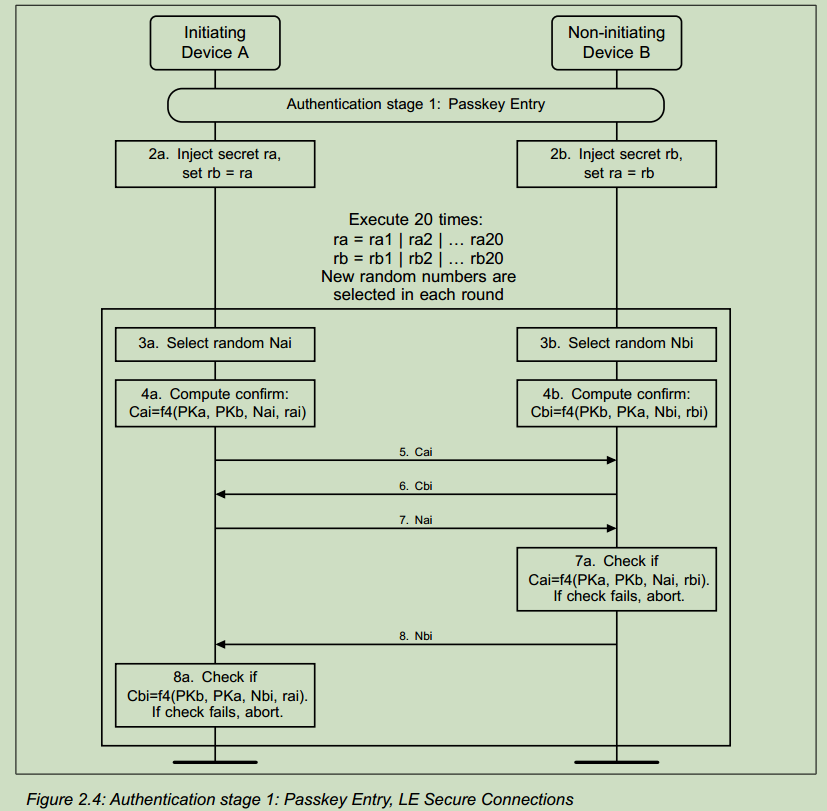 Initiating
Device A
Non-initiating
Device B
Authentication stage 1: Passkey Entry
2a. Inject secret ra,
set rb = ra
2b. Inject secret rb,
set ra = rb
Execute 20 times:
ra = ra1 | ra2 | … ra20
rb = rb1 | rb2 | … rb20
New random numbers are
selected in each round
3a. Select random Nai
3b. Select random Nbi
4a. Compute confirm:
Cai=f4(PKa, PKb, Nai, rai)
4b. Compute confirm:
Cbi=f4(PKb, PKa, Nbi, rbi)
5. Cai
6. Cbi
7. Nai
7a. Check if
Cai=f4(PKa, PKb, Nai, rbi).
If check fails, abort.
8. Nbi
8a. Check if
Cbi=f4(PKb, PKa, Nbi, rai).
If check fails, abort.
Figure 2.4: Authentication stage 1: Passkey Entry, LE Secure Connections